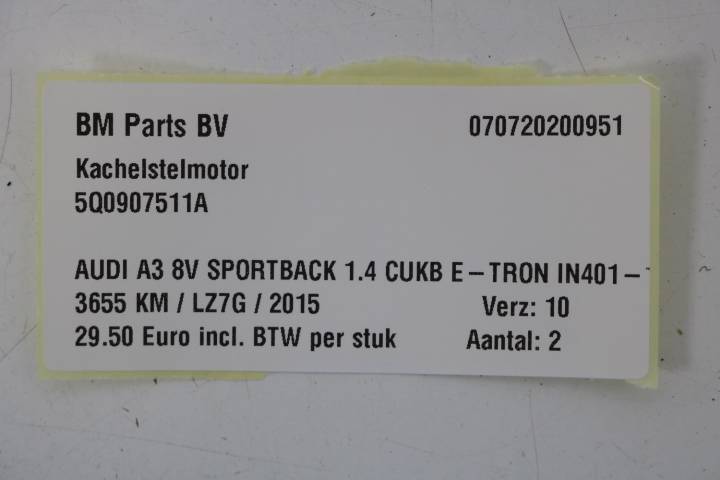 BM Parts BV 070720200951
Kachelstelmotor
5Q0907511A
AUDI A3 8V SPORTBACK 1.4 CUKB E-TRON IN401-
3655 KM / LZ7G / 2015 Verz: 10
29.50 Euro incl. BTW per stuk Aantal: 2